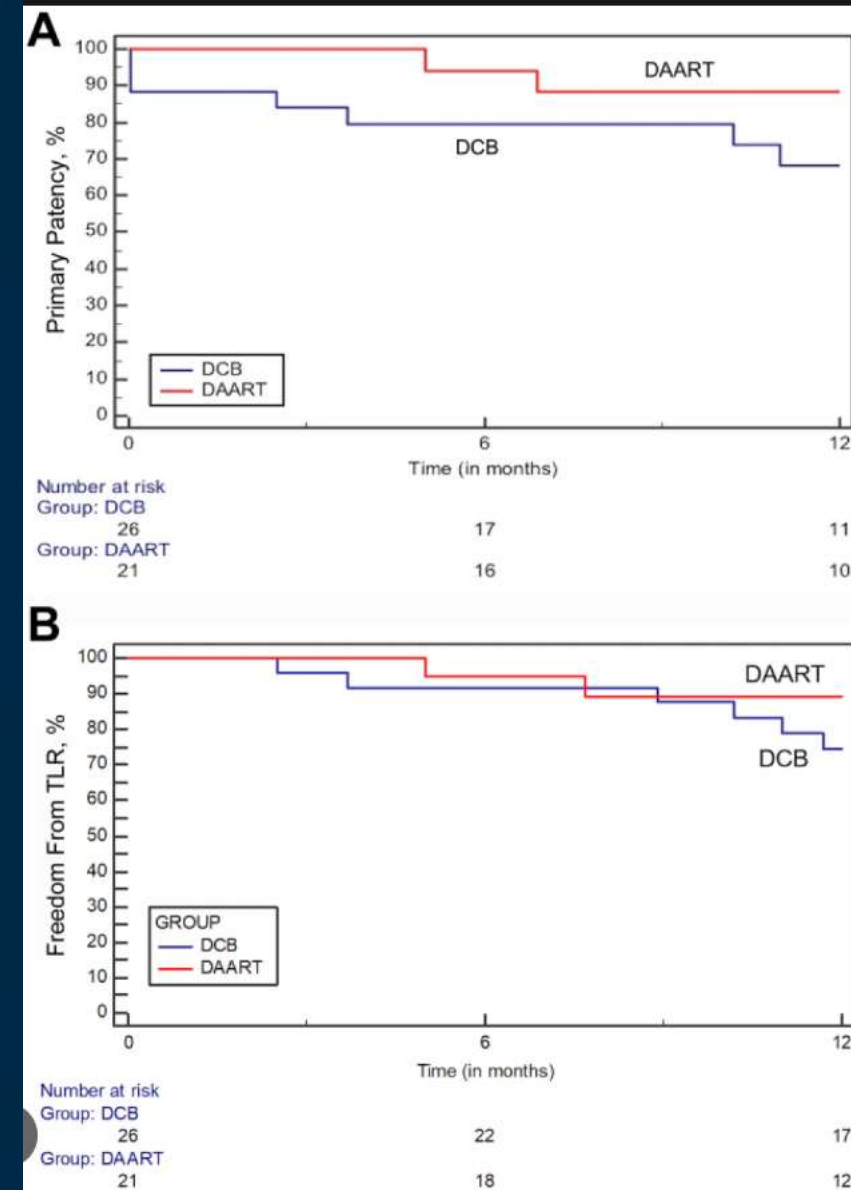 A
Primary Patency, %
100
90
80
70
60
50
40
30
20
10
0
DAART
DCB
DCB
DAART
0 6 12
Time (in months)
Number at risk
Group: DCB
26 17 11
Group: DAART
21 16 10
B
Freedom From TLR, %
100
90
80
70
60
50
40
30
20
10
0
DAART
DCB
GROUP
DCB
DAART
0 6 12
Time (in months)
Number at risk
Group: DCB
26 22 17
Group: DAART
21 18 12